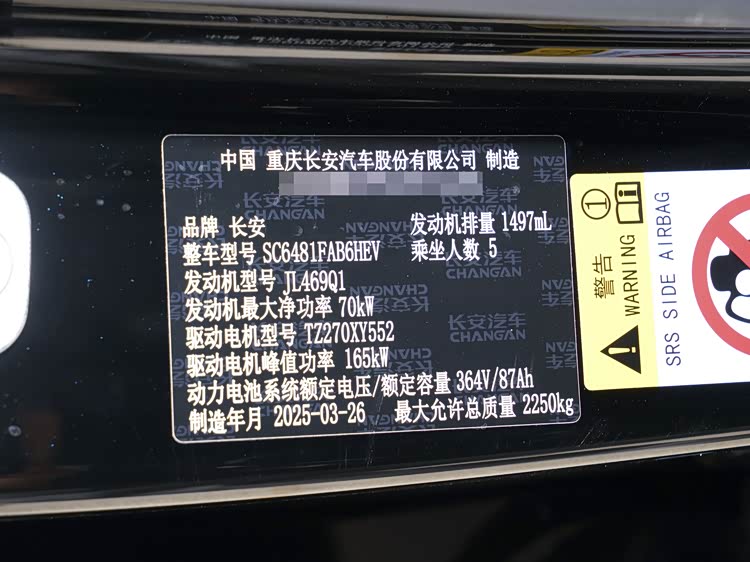 中国 重庆长安汽车股份有限公司 制造
品牌 长安
发动机排量 1497mL
整车型号 SC6481FAB6HEV
乘坐人数 5
发动机型号 JL469Q1
发动机最大净功率 70kW
驱动电机型号 TZ270XY552
驱动电机峰值功率 165kW
动力电池系统额定电压/额定容量 364V/87Ah
制造年月 2025-03-26
最大允许总质量 2250kg
长安汽车
CHANGAN
警告
WARNING
SRS SIDE AIRBAG